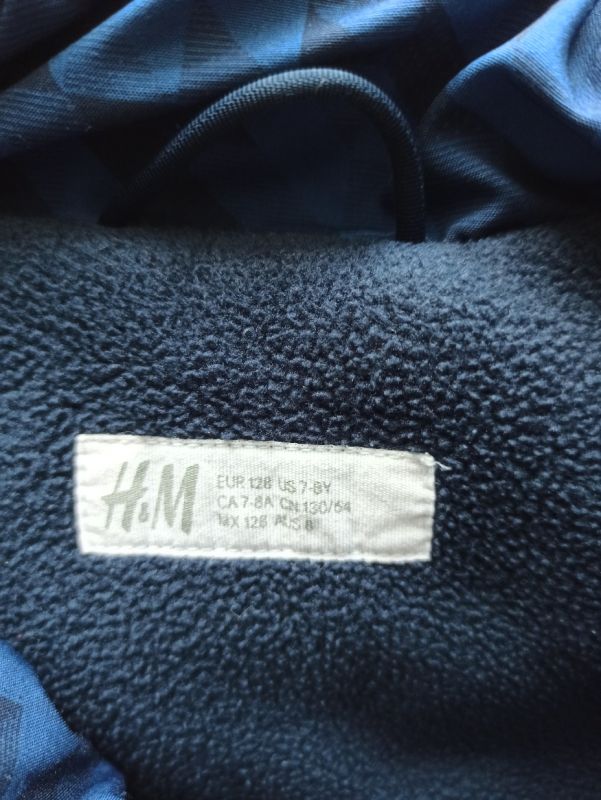 H&M
EUR 128 US 7-8Y
CA 7-8A CN 130/64
MX 128 AUS 8